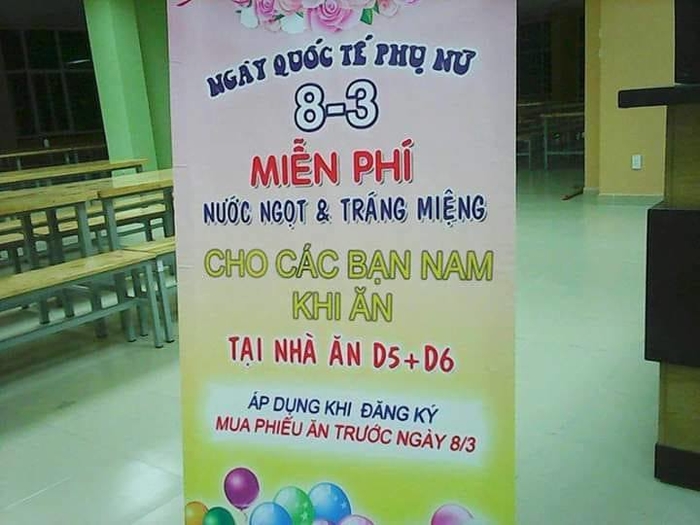 NGÀY QUỐC TẾ PHỤ NỮ
8-3
MIỄN PHÍ
NƯỚC NGỌT & TRÁNG MIỆNG
CHO CÁC BẠN NAM
KHI ĂN
TẠI NHÀ ĂN D5+D6
ÁP DỤNG KHI ĐĂNG KÝ
MUA PHIẾU ĂN TRƯỚC NGÀY 8/3